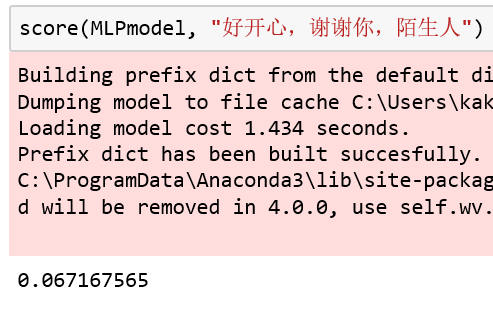 score(MLPmodel, "好开心，谢谢你，陌生人")
Building prefix dict from the default di
Dumping model to file cache C:\Users\kak
Loading model cost 1.434 seconds.
Prefix dict has been built succesfully.
C:\ProgramData\Anaconda3\lib\site-packag
d will be removed in 4.0.0, use self.wv.
0.067167565